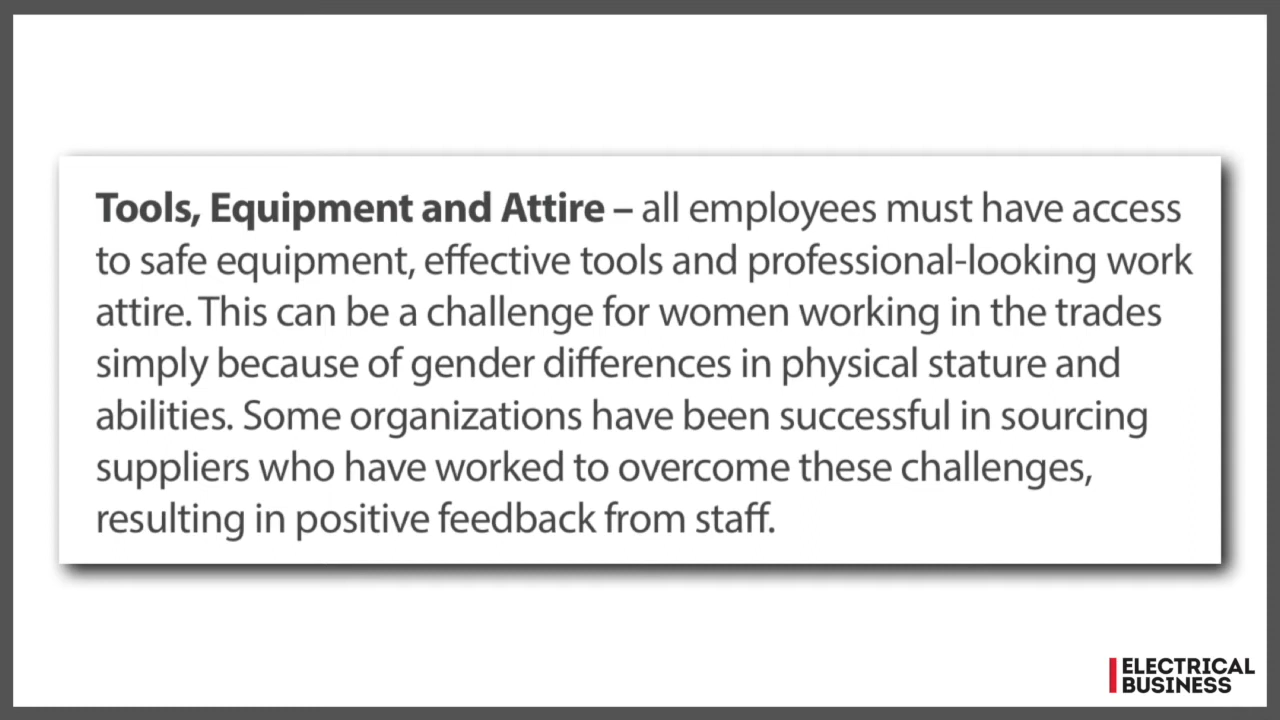 Tools, Equipment and Attire – all employees must have access
to safe equipment, effective tools and professional-looking work
attire. This can be a challenge for women working in the trades
simply because of gender differences in physical stature and
abilities. Some organizations have been successful in sourcing
suppliers who have worked to overcome these challenges,
resulting in positive feedback from staff.
ELECTRICAL
BUSINESS